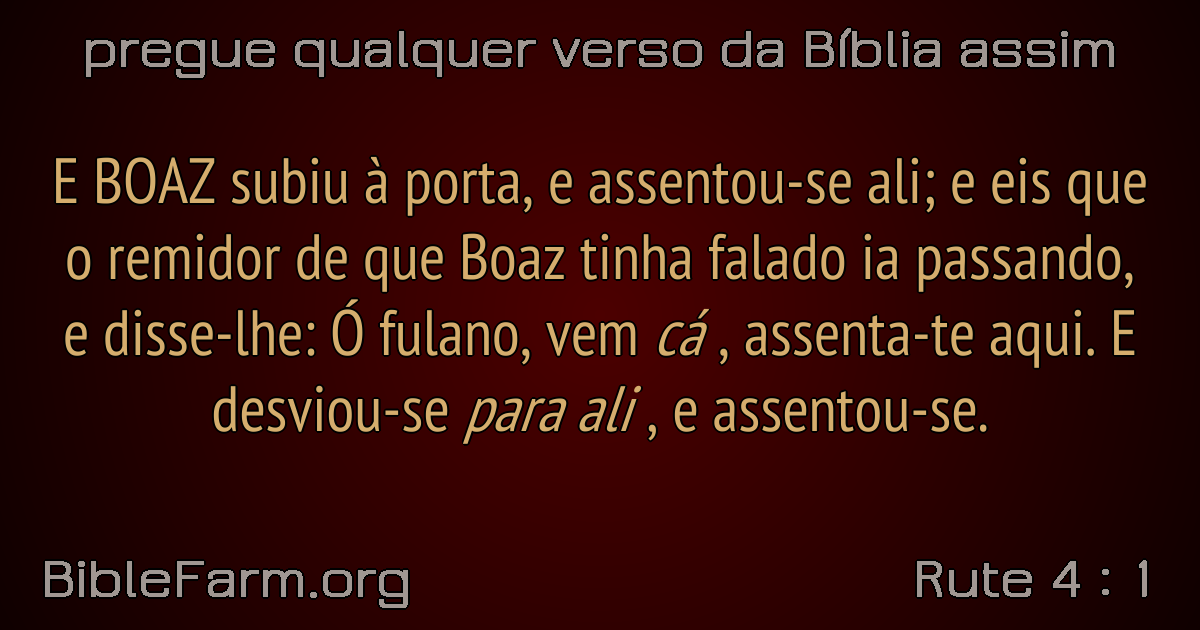 pregue qualquer verso da Bíblia assim
E BOAZ subiu à porta, e assentou-se ali; e eis que
o remidor de que Boaz tinha falado ia passando,
e disse-lhe: Ó fulano, vem cá , assenta-te aqui. E
desviou-se para ali , e assentou-se.
BibleFarm.org
Rute 4 : 1